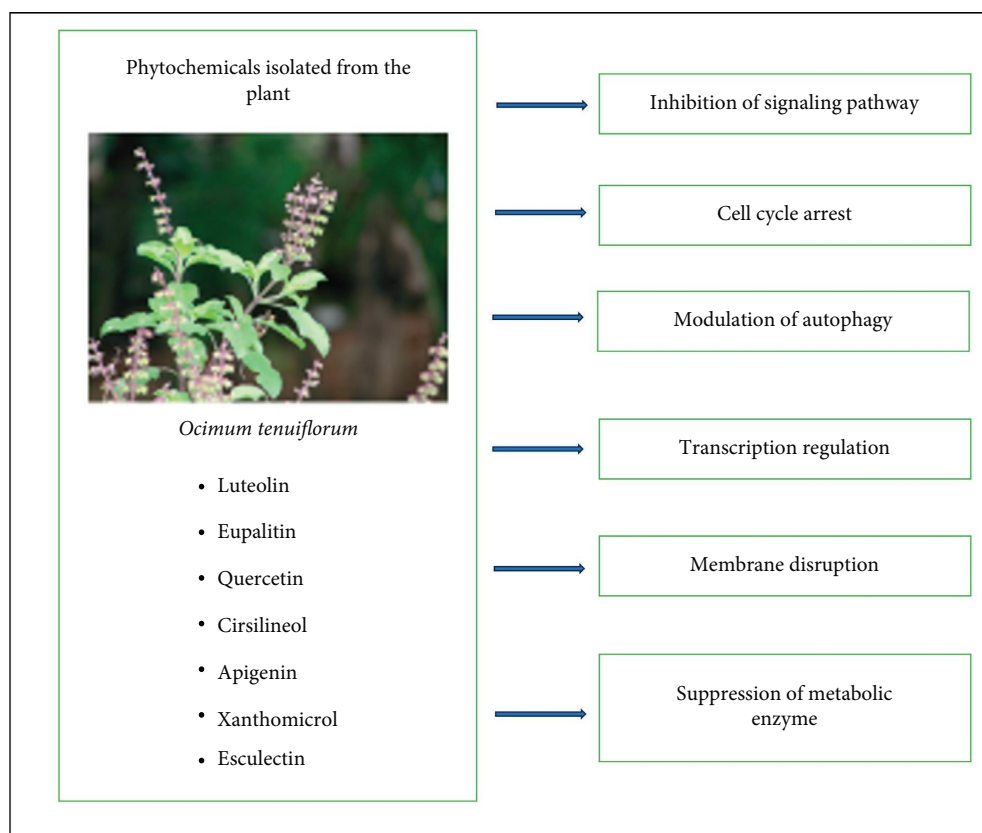 Phytochemicals isolated from the
plant
Ocimum tenuiflorum
• Luteolin
• Eupalitin
• Quercetin
• Cirsilineol
• Apigenin
• Xanthomicrol
• Esculectin
Inhibition of signaling pathway
Cell cycle arrest
Modulation of autophagy
Transcription regulation
Membrane disruption
Suppression of metabolic
enzyme